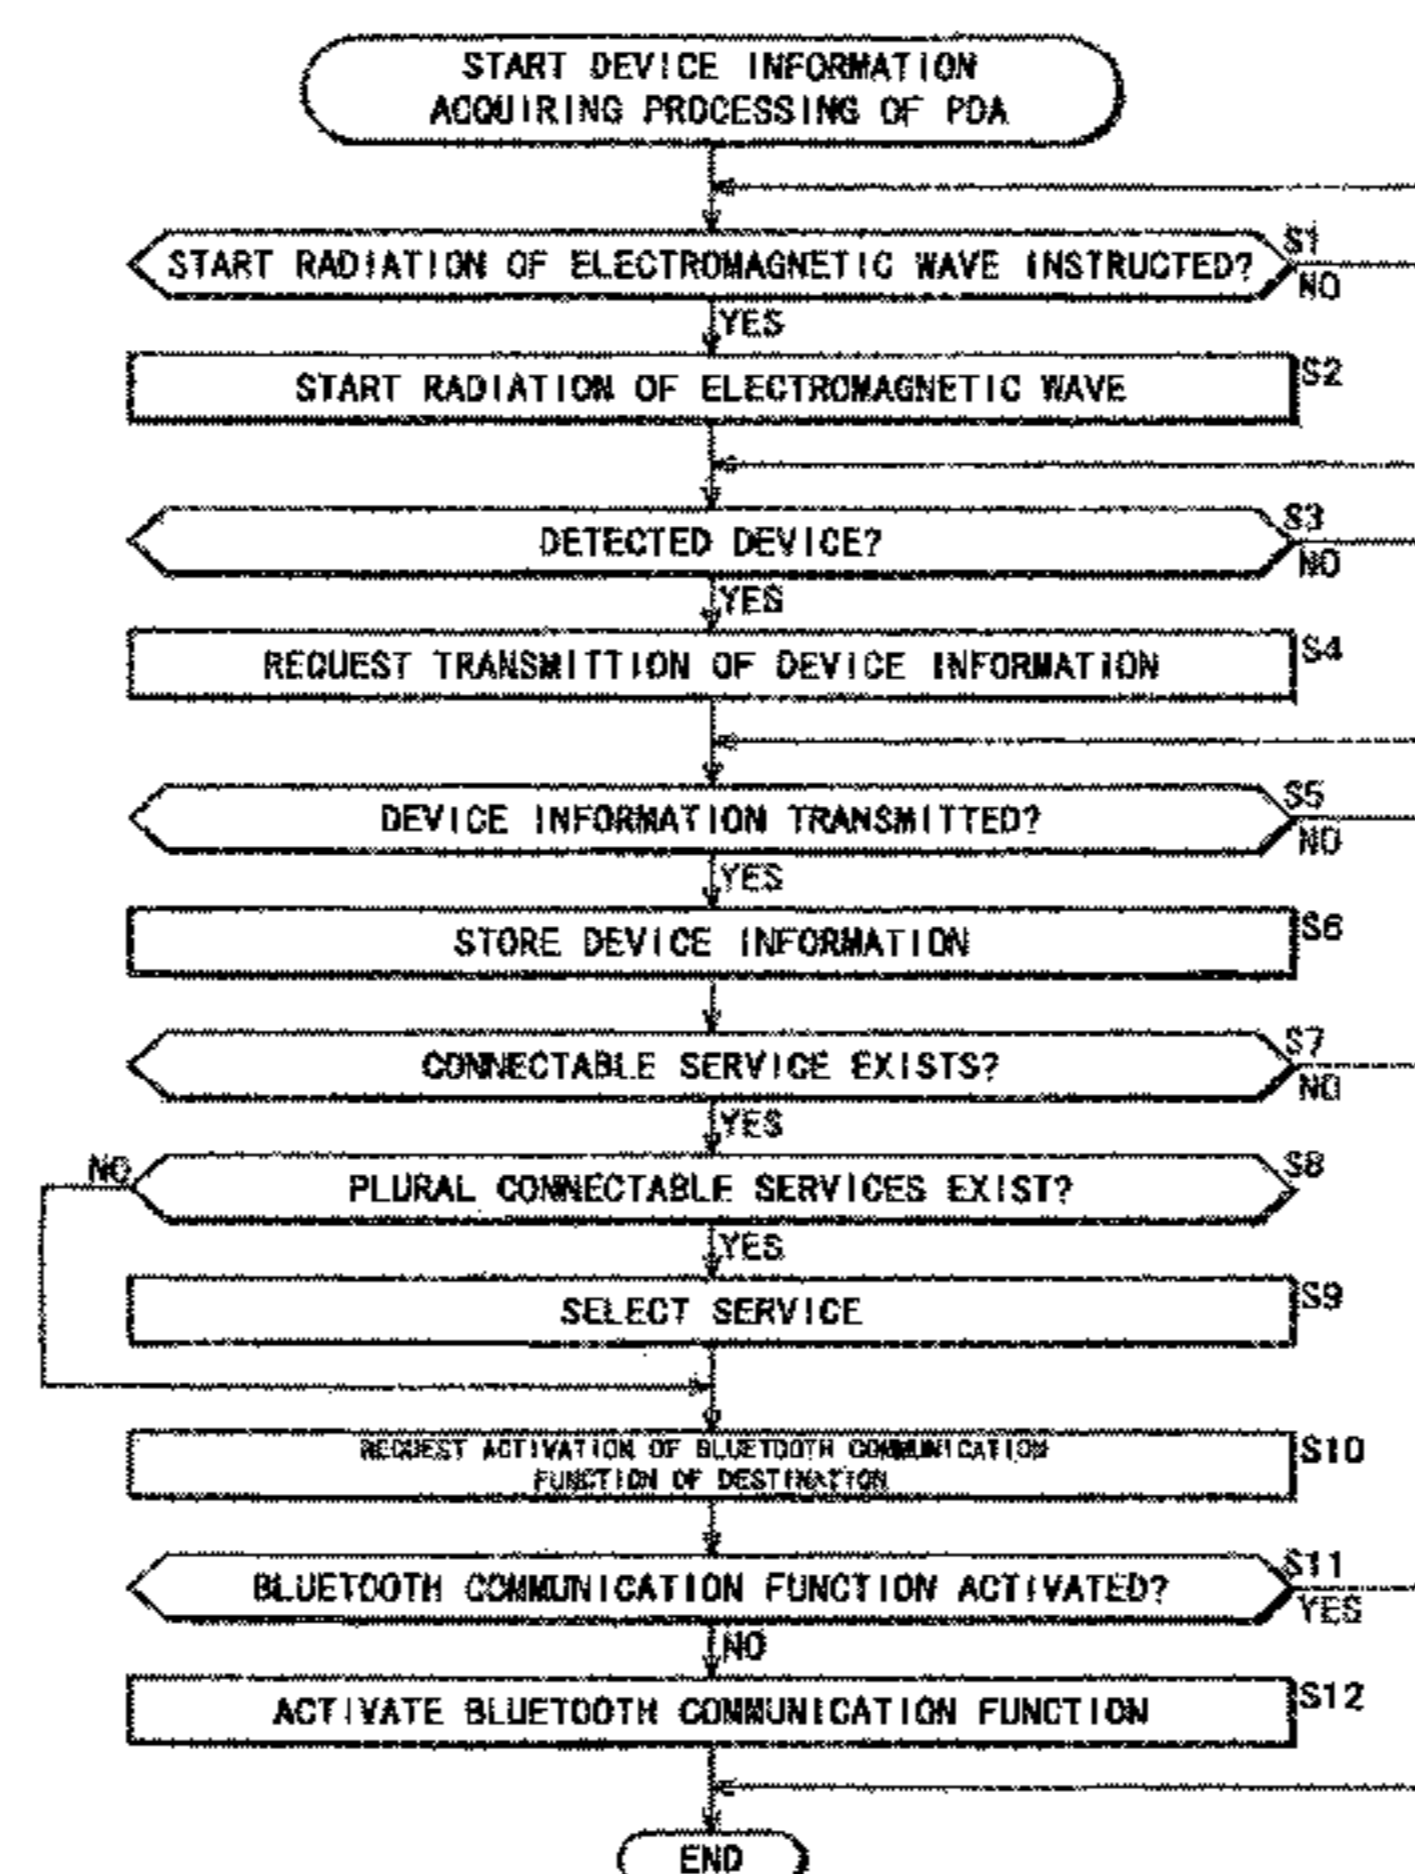 START DEVICE INFORMATION
ACQUIRING PROCESSING OF PDA
START RADIATION OF ELECTROMAGNETIC WAVE INSTRUCTED?
S1
NO
YES
START RADIATION OF ELECTROMAGNETIC WAVE
S2
DETECTED DEVICE?
S3
NO
YES
REQUEST TRANSMITTION OF DEVICE INFORMATION
S4
DEVICE INFORMATION TRANSMITTED?
S5
NO
YES
STORE DEVICE INFORMATION
S6
CONNECTABLE SERVICE EXISTS?
S7
NO
YES
NO
PLURAL CONNECTABLE SERVICES EXIST?
S8
YES
SELECT SERVICE
S9
REQUEST ACTIVATION OF BLUETOOTH COMMUNICATION
FUNCTION OF DESTINATION
S10
BLUETOOTH COMMUNICATION FUNCTION ACTIVATED?
S11
YES
NO
ACTIVATE BLUETOOTH COMMUNICATION FUNCTION
S12
END